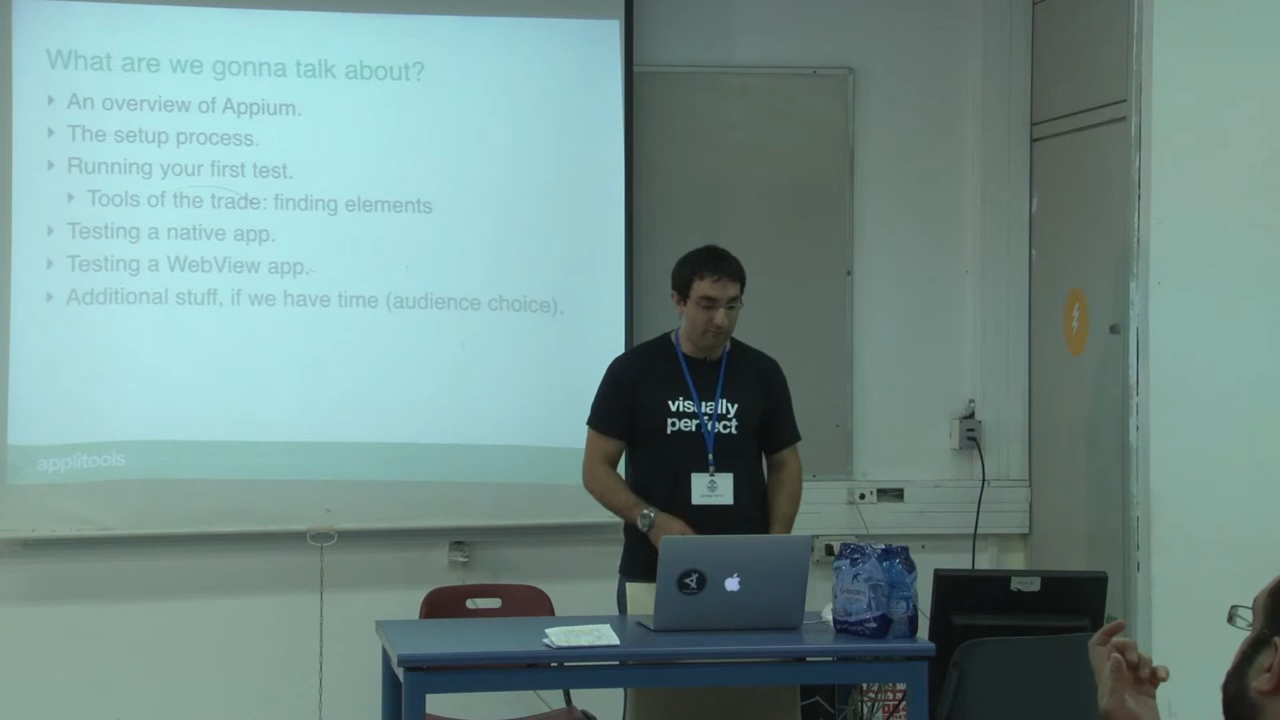 What are we gonna talk about?
An overview of Appium.
The setup process.
Running your first test.
Tools of the trade: finding elements
Testing a native app.
Testing a WebView app.
Additional stuff, if we have time (audience choice).
applitools
visually
perfect